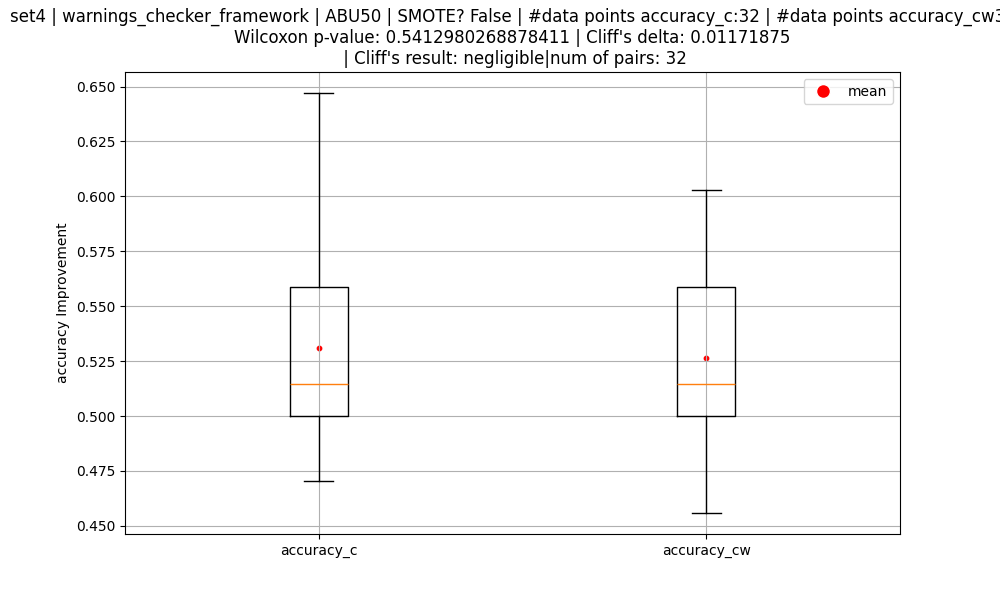 set4 | warnings_checker_framework | ABU50 | SMOTE? False | #data points accuracy_c:32 | #data points accuracy_cw3
Wilcoxon p-value: 0.5412980268878411 | Cliff's delta: 0.01171875
| Cliff's result: negligible|num of pairs: 32
mean
accuracy Improvement
0.650
0.625
0.600
0.575
0.550
0.525
0.500
0.475
0.450
accuracy_c
accuracy_cw